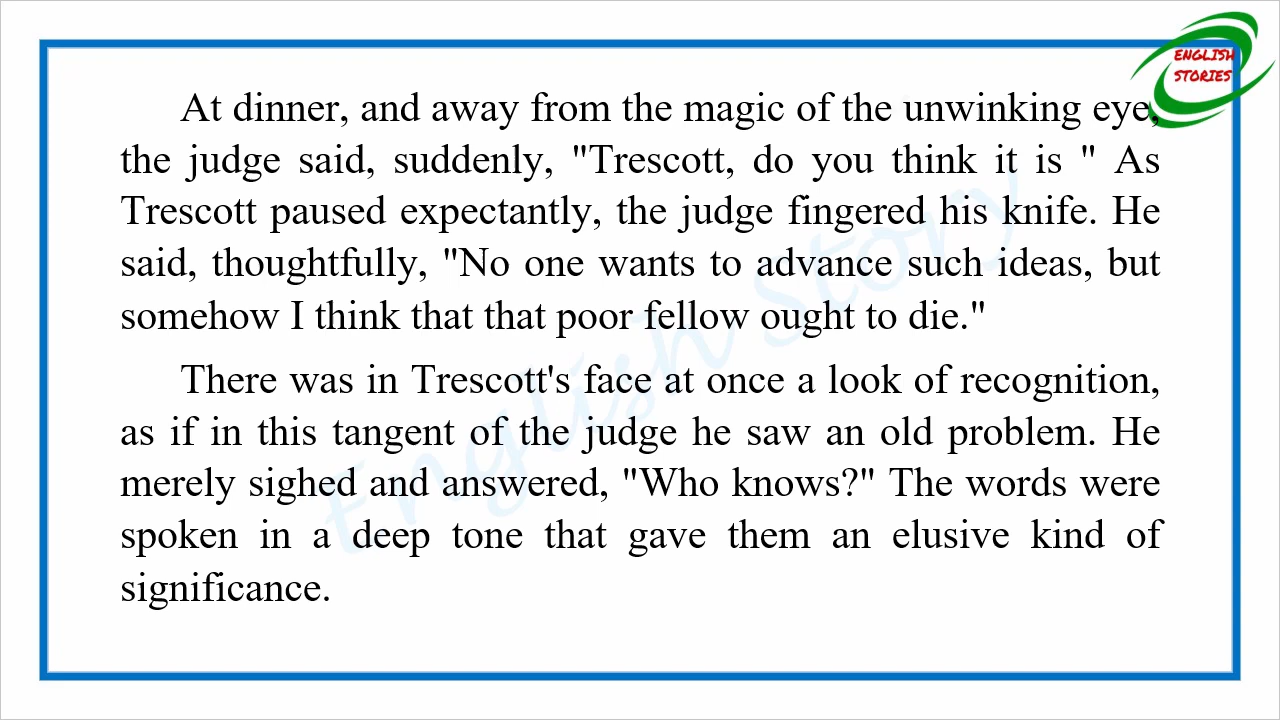 ENGLISH
STORIES
At dinner, and away from the magic of the unwinking eye,
the judge said, suddenly, "Trescott, do you think it is " As
Trescott paused expectantly, the judge fingered his knife. He
said, thoughtfully, "No one wants to advance such ideas, but
somehow I think that that poor fellow ought to die."
There was in Trescott's face at once a look of recognition,
as if in this tangent of the judge he saw an old problem. He
merely sighed and answered, "Who knows?" The words were
spoken in a deep tone that gave them an elusive kind of
significance.
English Story